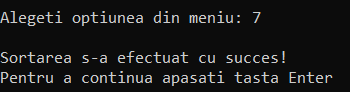 Alegeti optiunea din meniu: 7
Sortarea s-a efectuat cu succes!
Pentru a continua apasati tasta Enter